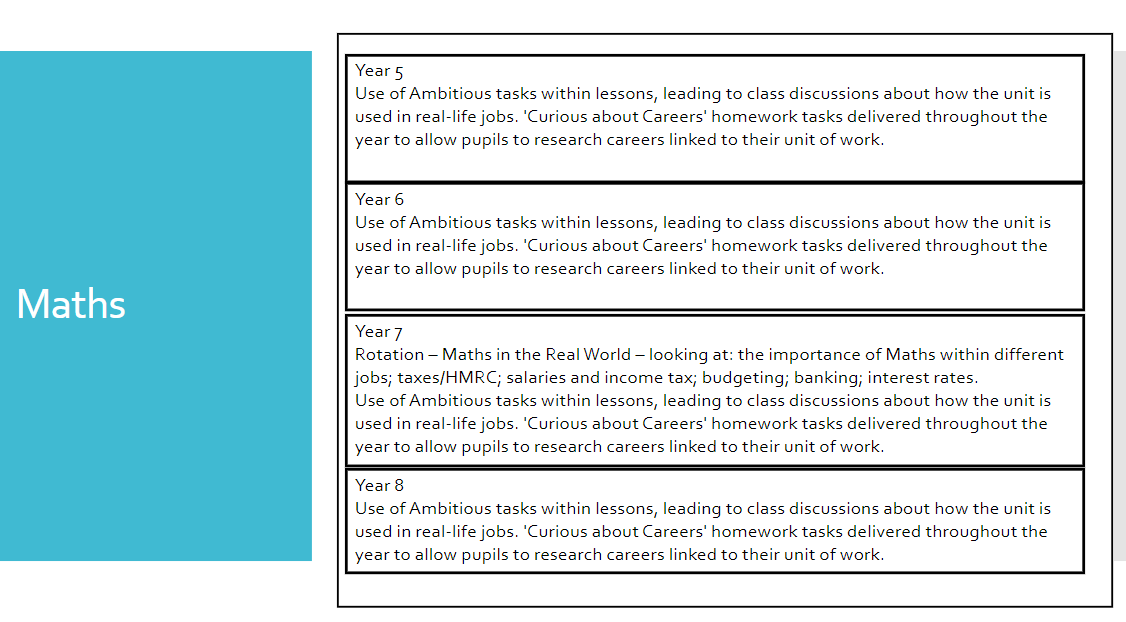 Maths
Year 5
Use of Ambitious tasks within lessons, leading to class discussions about how the unit is
used in real-life jobs. 'Curious about Careers' homework tasks delivered throughout the
year to allow pupils to research careers linked to their unit of work.
Year 6
Use of Ambitious tasks within lessons, leading to class discussions about how the unit is
used in real-life jobs. 'Curious about Careers' homework tasks delivered throughout the
year to allow pupils to research careers linked to their unit of work.
Year 7
Rotation – Maths in the Real World – looking at: the importance of Maths within different
jobs; taxes/HMRC; salaries and income tax; budgeting; banking; interest rates.
Use of Ambitious tasks within lessons, leading to class discussions about how the unit is
used in real-life jobs. 'Curious about Careers' homework tasks delivered throughout the
year to allow pupils to research careers linked to their unit of work.
Year 8
Use of Ambitious tasks within lessons, leading to class discussions about how the unit is
used in real-life jobs. 'Curious about Careers' homework tasks delivered throughout the
year to allow pupils to research careers linked to their unit of work.